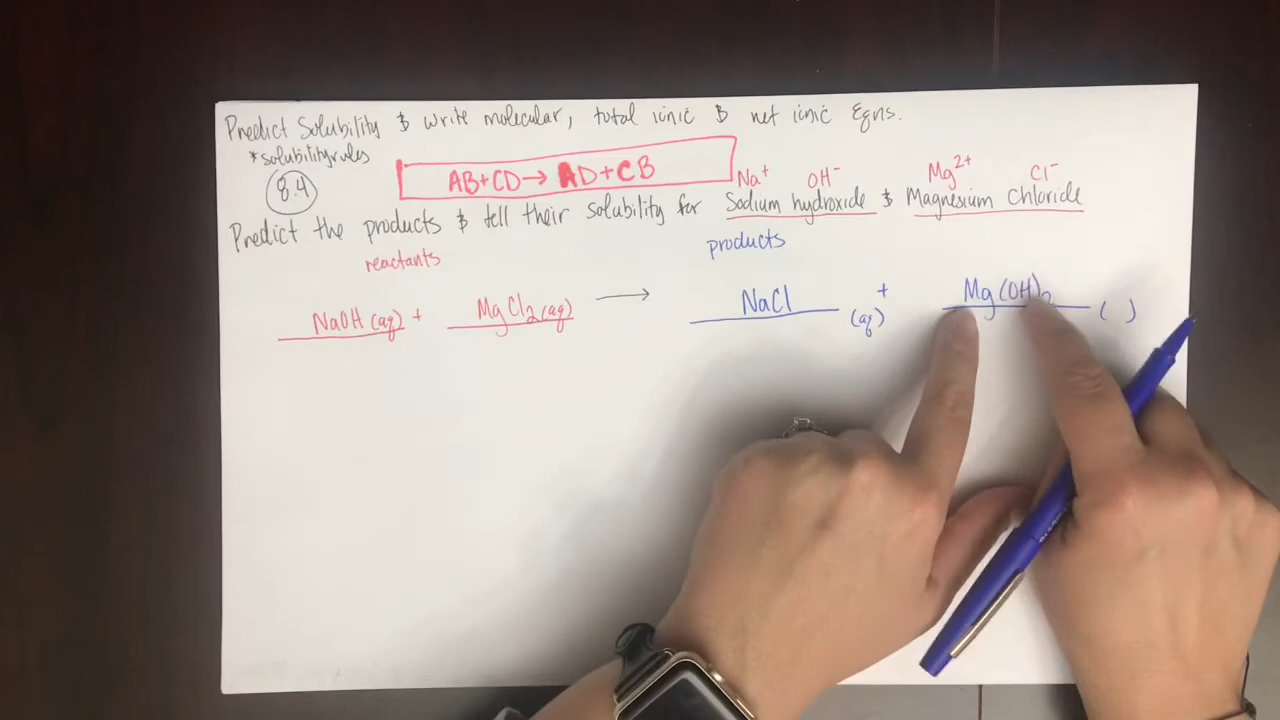 Predict Solubility & write molecular, total ionic & net ionic Eqns.
*solubility rules
8.4
AB+CD→ AD+CB
Na⁺ OH⁻ Mg²⁺ Cl⁻
Predict the products & tell their solubility for Sodium hydroxide & Magnesium Chloride
reactants products
NaOH (aq) + MgCl₂ (aq) → NaCl (aq) + Mg(OH)₂ ( )